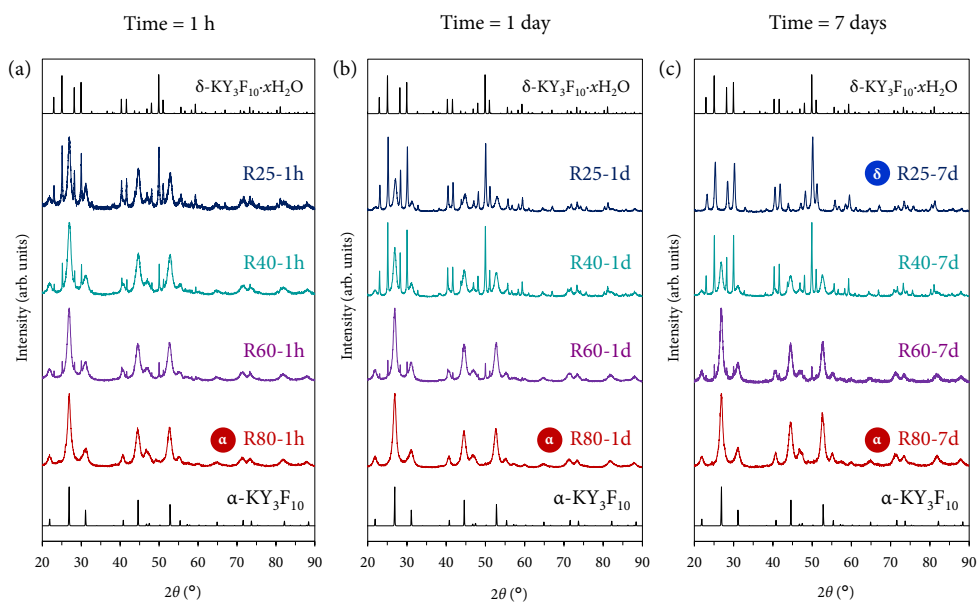 Time = 1 h
Time = 1 day
Time = 7 days
(a)
δ-KY₃F₁₀·xH₂O
R25-1h
R40-1h
R60-1h
α R80-1h
α-KY₃F₁₀
Intensity (arb. units)
20 30 40 50 60 70 80 90
2θ (°)
(b)
δ-KY₃F₁₀·xH₂O
R25-1d
R40-1d
R60-1d
α R80-1d
α-KY₃F₁₀
Intensity (arb. units)
20 30 40 50 60 70 80 90
2θ (°)
(c)
δ-KY₃F₁₀·xH₂O
δ R25-7d
R40-7d
R60-7d
α R80-7d
α-KY₃F₁₀
Intensity (arb. units)
20 30 40 50 60 70 80 90
2θ (°)